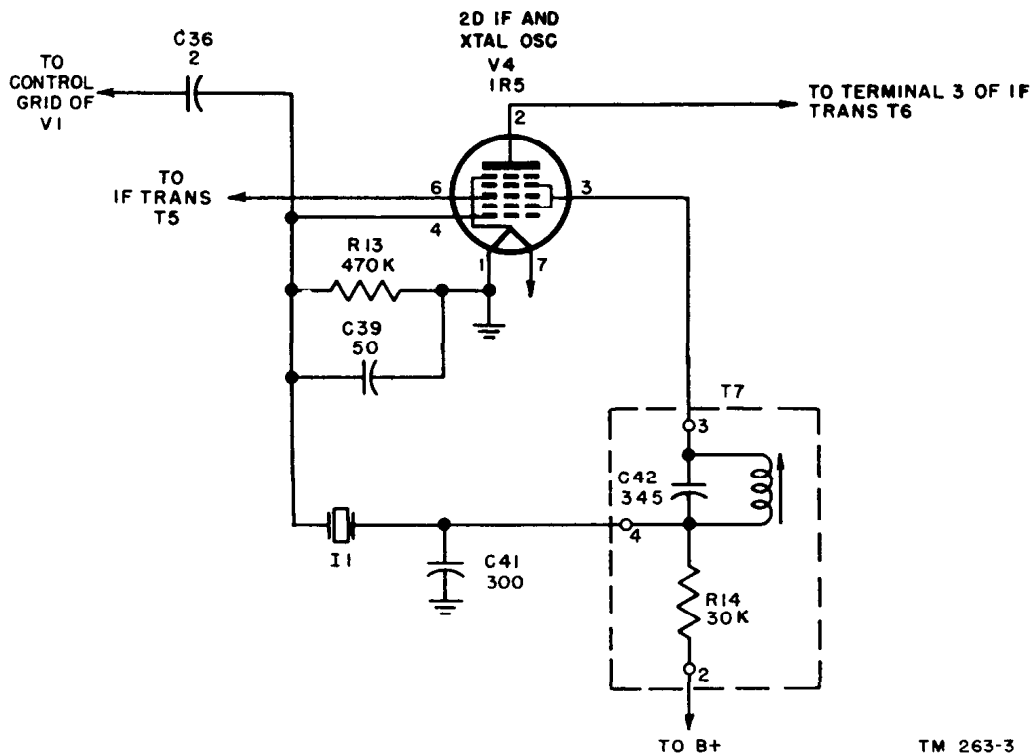 2D IF AND
XTAL OSC
V4
1R5
C36
2
TO
CONTROL
GRID OF
V1
2
TO TERMINAL 3 OF IF
TRANS T6
TO
IF TRANS
T5
6
3
4
R13
470K
1
7
C39
50
T7
3
C42
345
4
I1
C41
300
R14
30K
2
TO B+
TM 263-3